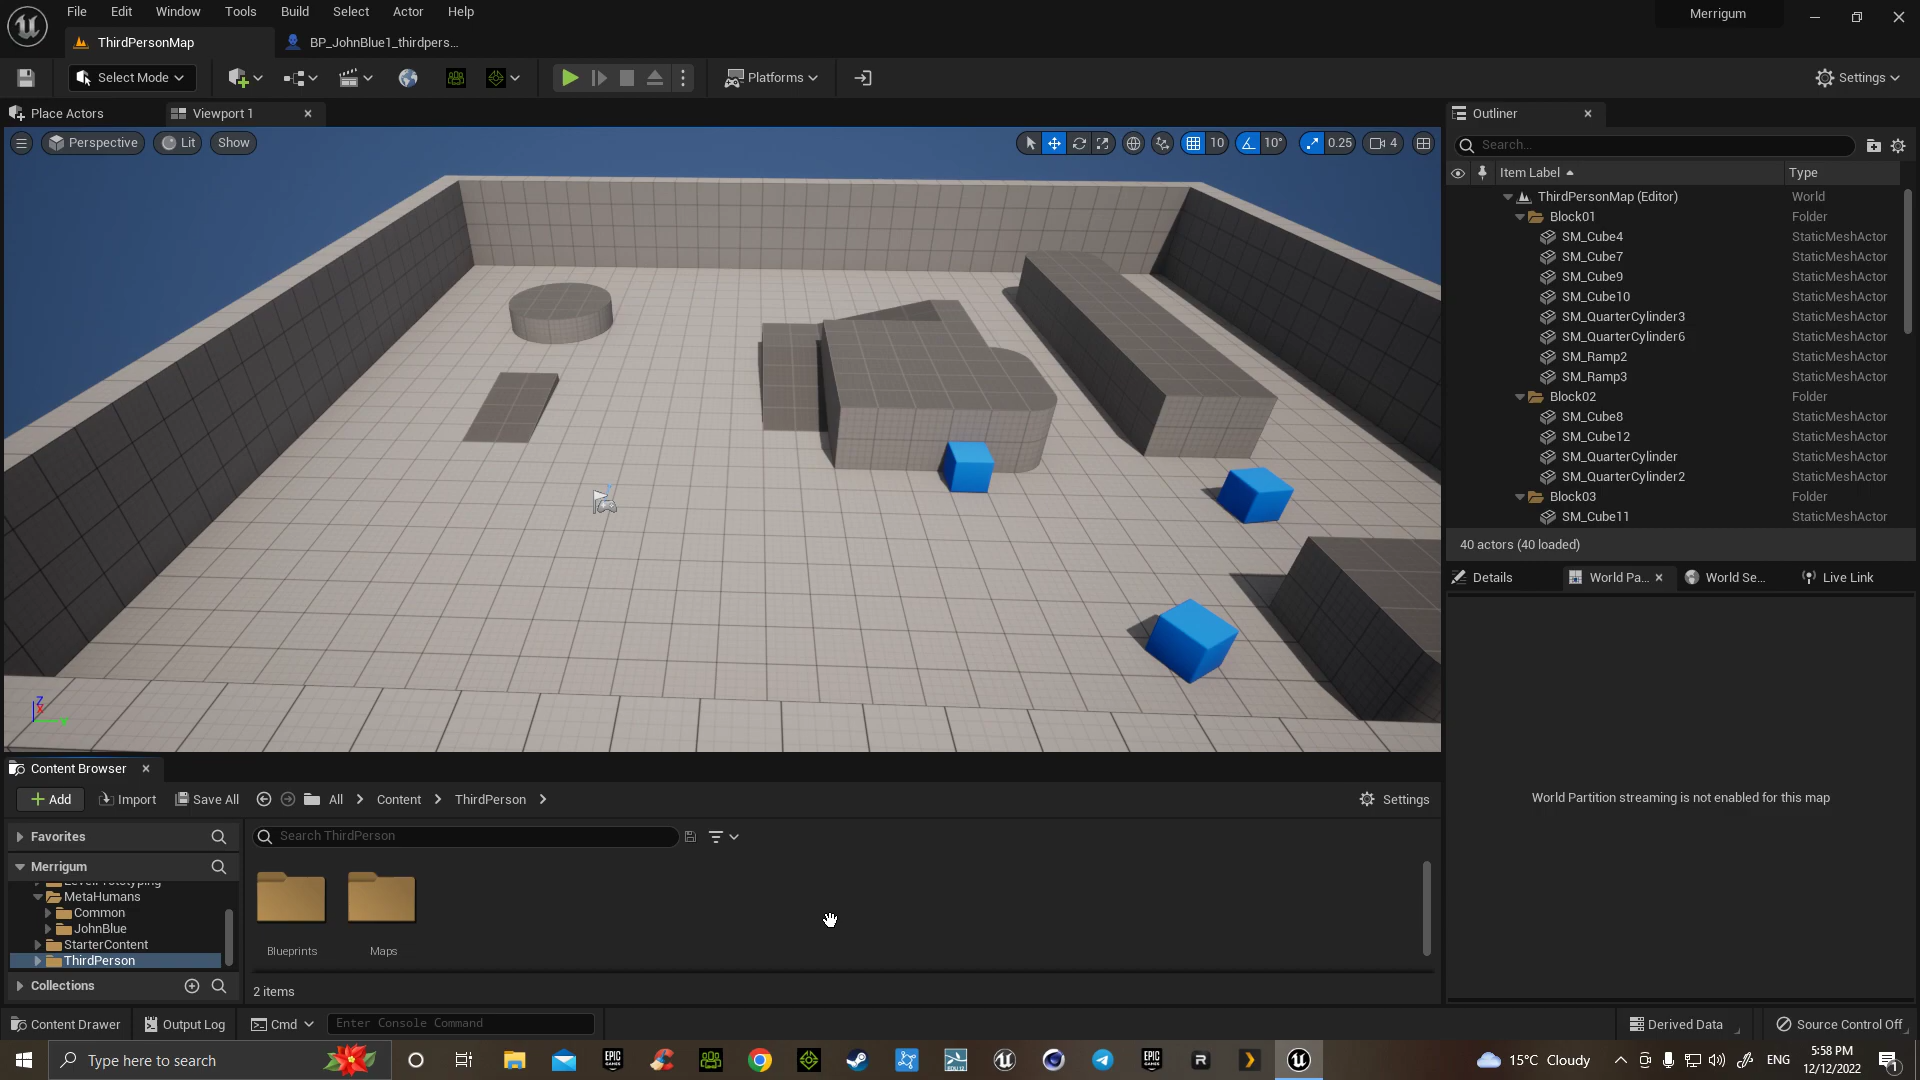 File Edit Window Tools Build Select Actor Help
Merrigum
ThirdPersonMap
BP_JohnBlue1_thirdpers...
Select Mode
Platforms
Settings
Place Actors
Viewport 1
Perspective
Lit
Show
10
10°
0.25
4
Z
X
Y
Outliner
Search...
Item Label
Type
ThirdPersonMap (Editor) World
Block01 Folder
SM_Cube4 StaticMeshActor
SM_Cube7 StaticMeshActor
SM_Cube9 StaticMeshActor
SM_Cube10 StaticMeshActor
SM_QuarterCylinder3 StaticMeshActor
SM_QuarterCylinder6 StaticMeshActor
SM_Ramp2 StaticMeshActor
SM_Ramp3 StaticMeshActor
Block02 Folder
SM_Cube8 StaticMeshActor
SM_Cube12 StaticMeshActor
SM_QuarterCylinder StaticMeshActor
SM_QuarterCylinder2 StaticMeshActor
Block03 Folder
SM_Cube11 StaticMeshActor
40 actors (40 loaded)
Details
World Pa...
World Se...
Live Link
World Partition streaming is not enabled for this map
Content Browser
Add
Import
Save All
All
Content
ThirdPerson
Settings
Favorites
Search ThirdPerson
Merrigum
LevelPrototyping
MetaHumans
Common
JohnBlue
StarterContent
ThirdPerson
Collections
Blueprints
Maps
2 items
Content Drawer
Output Log
Cmd
Enter Console Command
Derived Data
Source Control Off
Type here to search
EPIC GAMES
EPIC GAMES
15°C Cloudy
ENG
5:58 PM
12/12/2022
1